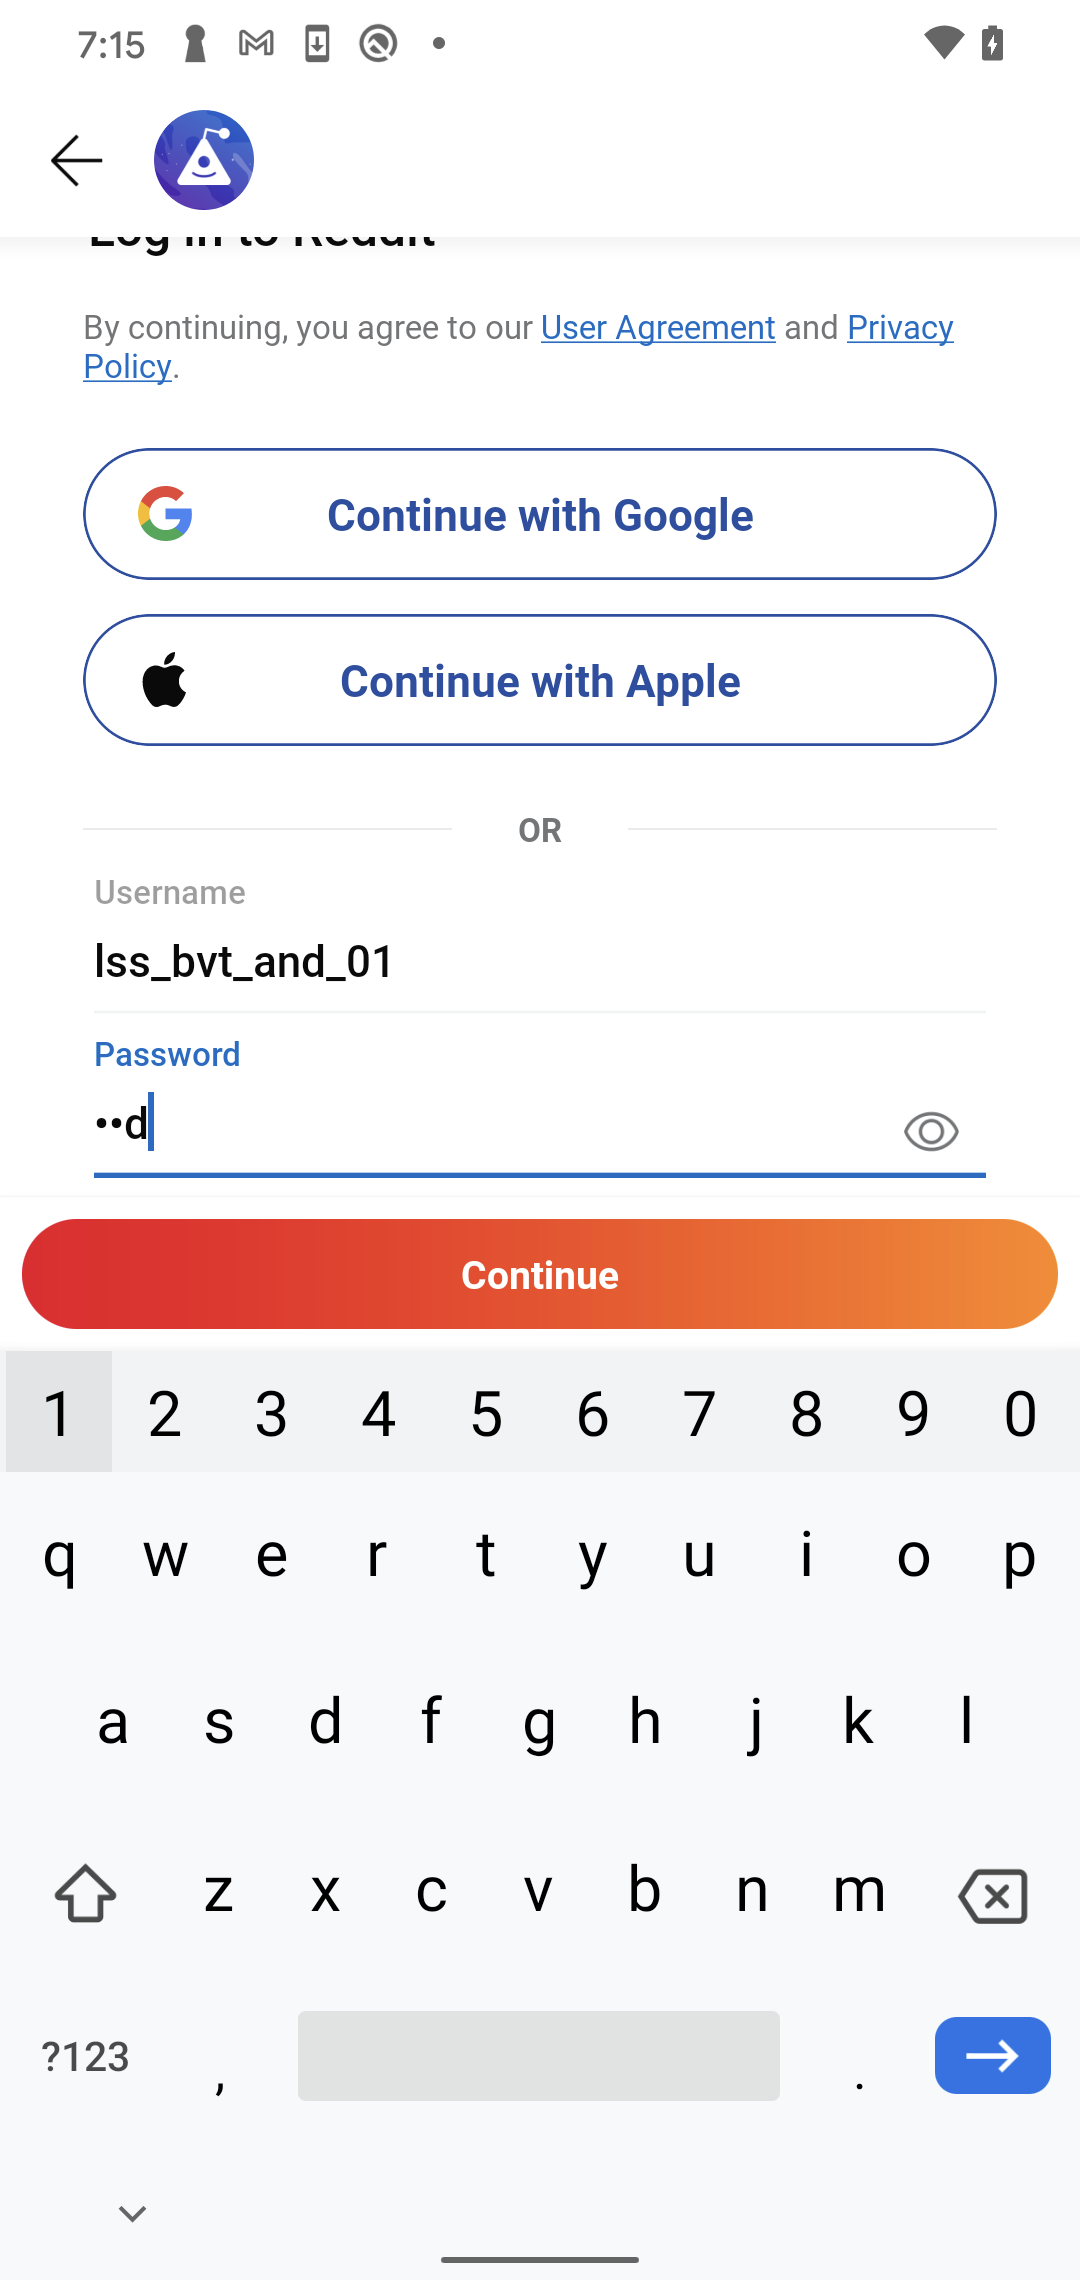 7:15
Log in to Reddit
By continuing, you agree to our User Agreement and Privacy
Policy.
Continue with Google
Continue with Apple
OR
Username
lss_bvt_and_01
Password
••d
Continue
1 2 3 4 5 6 7 8 9 0
q w e r t y u i o p
a s d f g h j k l
z x c v b n m
?123 , .